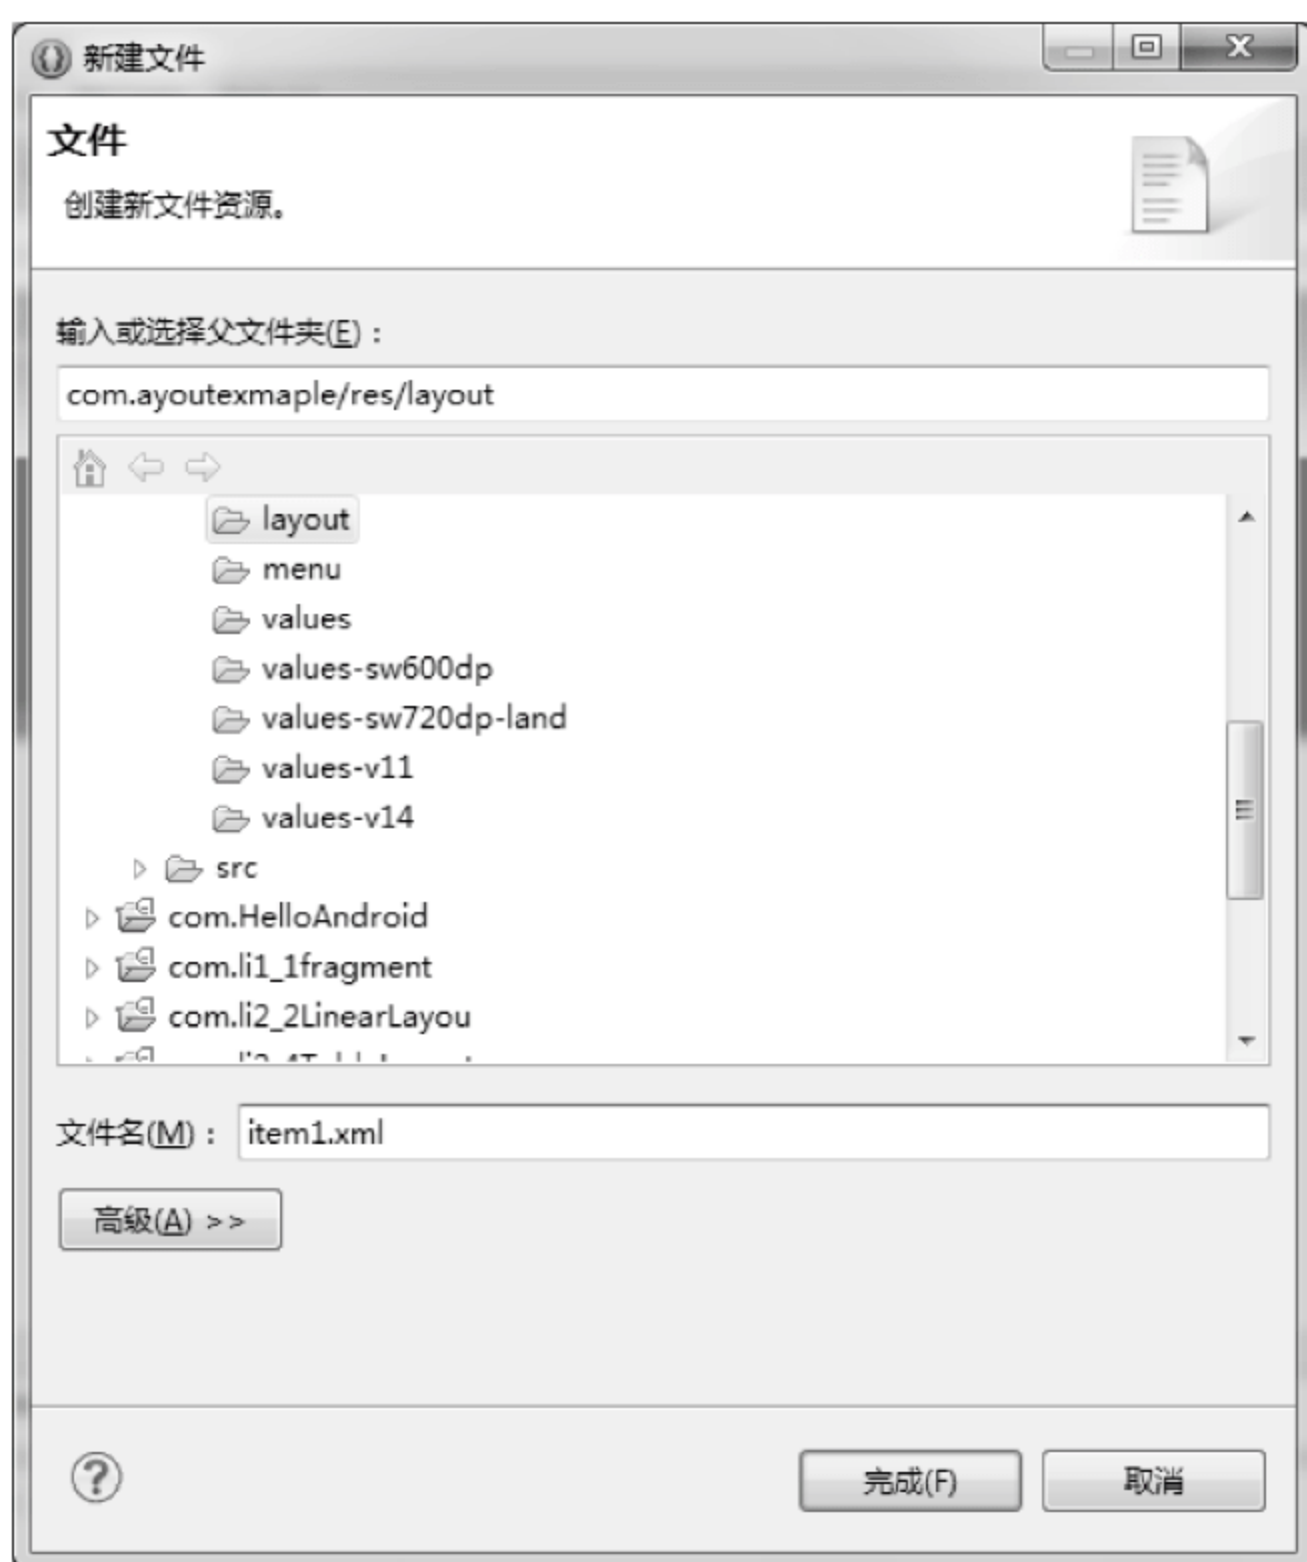 新建文件
文件
创建新文件资源。
输入或选择父文件夹(E)：
com.ayoutexmaple/res/layout
layout
menu
values
values-sw600dp
values-sw720dp-land
values-v11
values-v14
src
com.HelloAndroid
com.li1_1fragment
com.li2_2LinearLayou
文件名(M)： item1.xml
高级(A) >>
完成(F) 取消